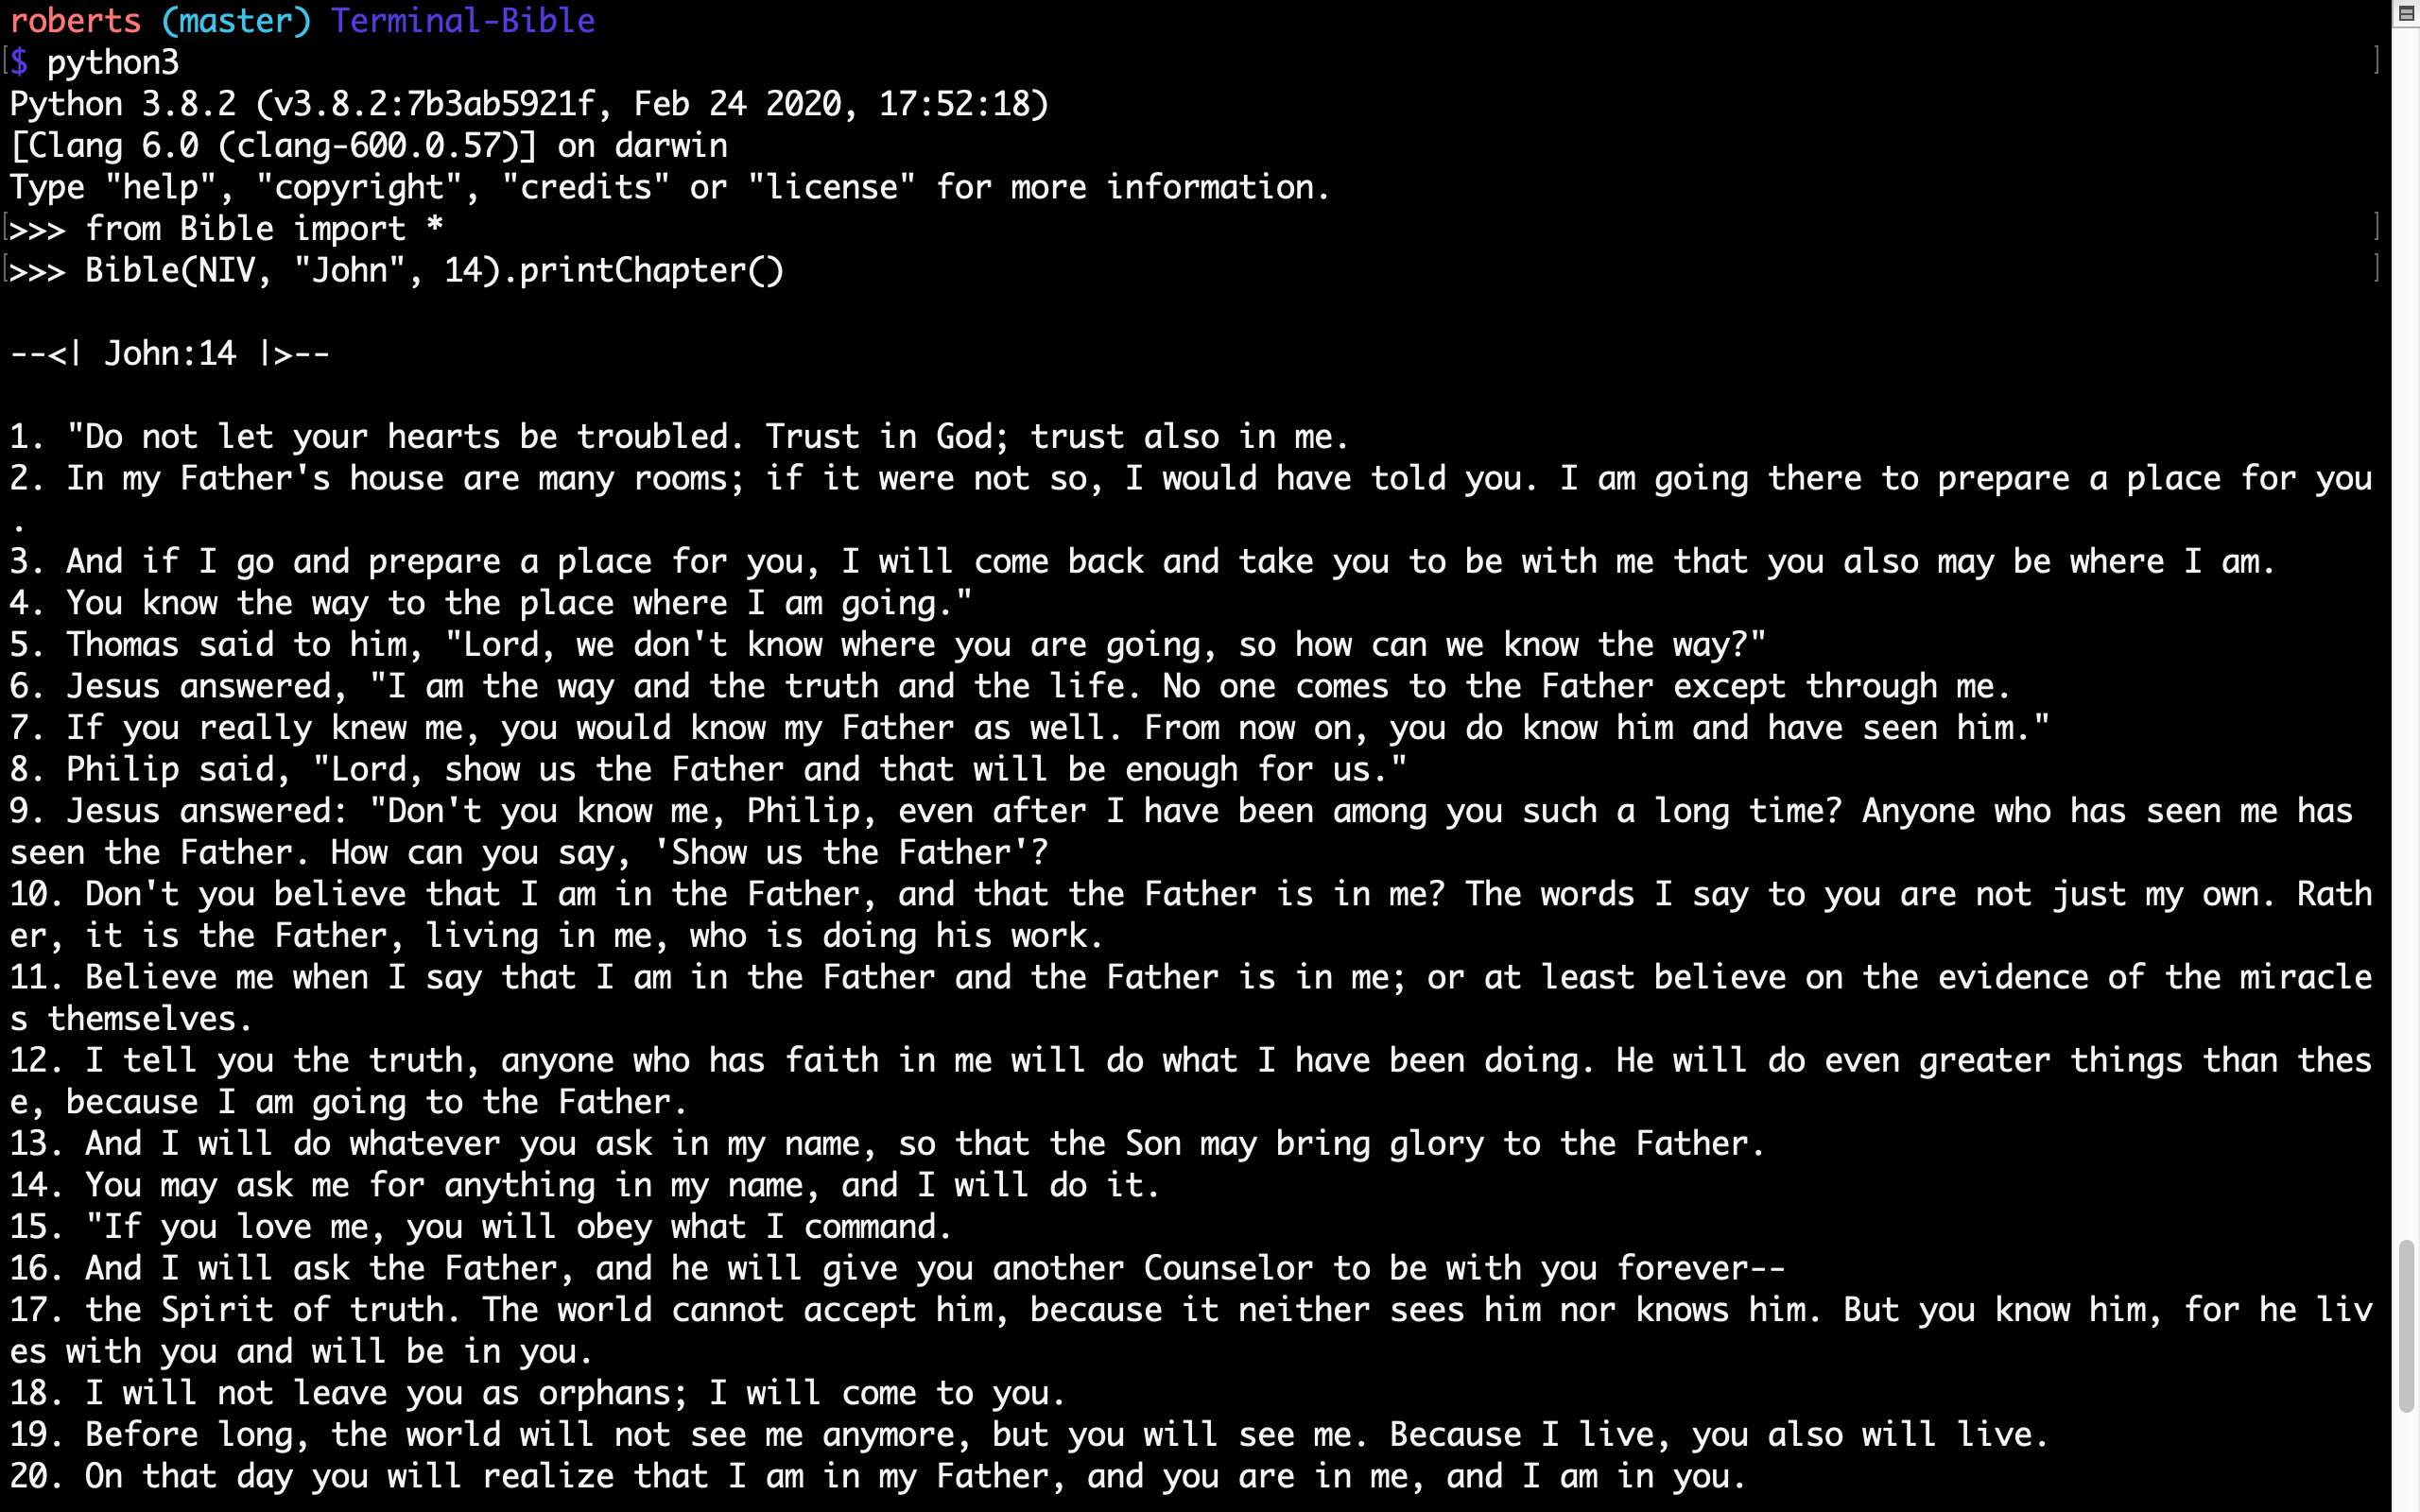 roberts (master) Terminal-Bible
[$ python3 ]
Python 3.8.2 (v3.8.2:7b3ab5921f, Feb 24 2020, 17:52:18)
[Clang 6.0 (clang-600.0.57)] on darwin
Type "help", "copyright", "credits" or "license" for more information.
[>>> from Bible import * ]
[>>> Bible(NIV, "John", 14).printChapter() ]
--<| John:14 |>--
1. "Do not let your hearts be troubled. Trust in God; trust also in me.
2. In my Father's house are many rooms; if it were not so, I would have told you. I am going there to prepare a place for you
.
3. And if I go and prepare a place for you, I will come back and take you to be with me that you also may be where I am.
4. You know the way to the place where I am going."
5. Thomas said to him, "Lord, we don't know where you are going, so how can we know the way?"
6. Jesus answered, "I am the way and the truth and the life. No one comes to the Father except through me.
7. If you really knew me, you would know my Father as well. From now on, you do know him and have seen him."
8. Philip said, "Lord, show us the Father and that will be enough for us."
9. Jesus answered: "Don't you know me, Philip, even after I have been among you such a long time? Anyone who has seen me has
seen the Father. How can you say, 'Show us the Father'?
10. Don't you believe that I am in the Father, and that the Father is in me? The words I say to you are not just my own. Rath
er, it is the Father, living in me, who is doing his work.
11. Believe me when I say that I am in the Father and the Father is in me; or at least believe on the evidence of the miracle
s themselves.
12. I tell you the truth, anyone who has faith in me will do what I have been doing. He will do even greater things than thes
e, because I am going to the Father.
13. And I will do whatever you ask in my name, so that the Son may bring glory to the Father.
14. You may ask me for anything in my name, and I will do it.
15. "If you love me, you will obey what I command.
16. And I will ask the Father, and he will give you another Counselor to be with you forever--
17. the Spirit of truth. The world cannot accept him, because it neither sees him nor knows him. But you know him, for he liv
es with you and will be in you.
18. I will not leave you as orphans; I will come to you.
19. Before long, the world will not see me anymore, but you will see me. Because I live, you also will live.
20. On that day you will realize that I am in my Father, and you are in me, and I am in you.